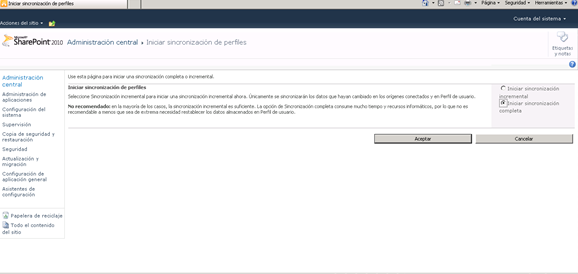 Iniciar sincronización de perfiles
Página
Seguridad
Herramientas
Acciones del sitio
Cuenta del sistema
Microsoft
SharePoint 2010
Administración central ▸ Iniciar sincronización de perfiles
Etiquetas
y notas
Administración
central
Administración de
aplicaciones
Configuración del
sistema
Supervisión
Copia de seguridad y
restauración
Seguridad
Actualización y
migración
Configuración de
aplicación general
Asistentes de
configuración
Papelera de reciclaje
Todo el contenido
del sitio
Use esta página para iniciar una sincronización completa o incremental.
Iniciar sincronización de perfiles
Seleccione Sincronización incremental para iniciar una sincronización incremental ahora. Únicamente se sincronizarán los datos que hayan cambiado en los orígenes conectados y en Perfil de usuario.
No recomendado: en la mayoría de los casos, la sincronización incremental es suficiente. La opción de Sincronización completa consume mucho tiempo y recursos informáticos, por lo que no es
recomendable a menos que sea de extrema necesidad restablecer los datos almacenados en Perfil de usuario.
Iniciar sincronización
incremental
Iniciar sincronización
completa
Aceptar
Cancelar